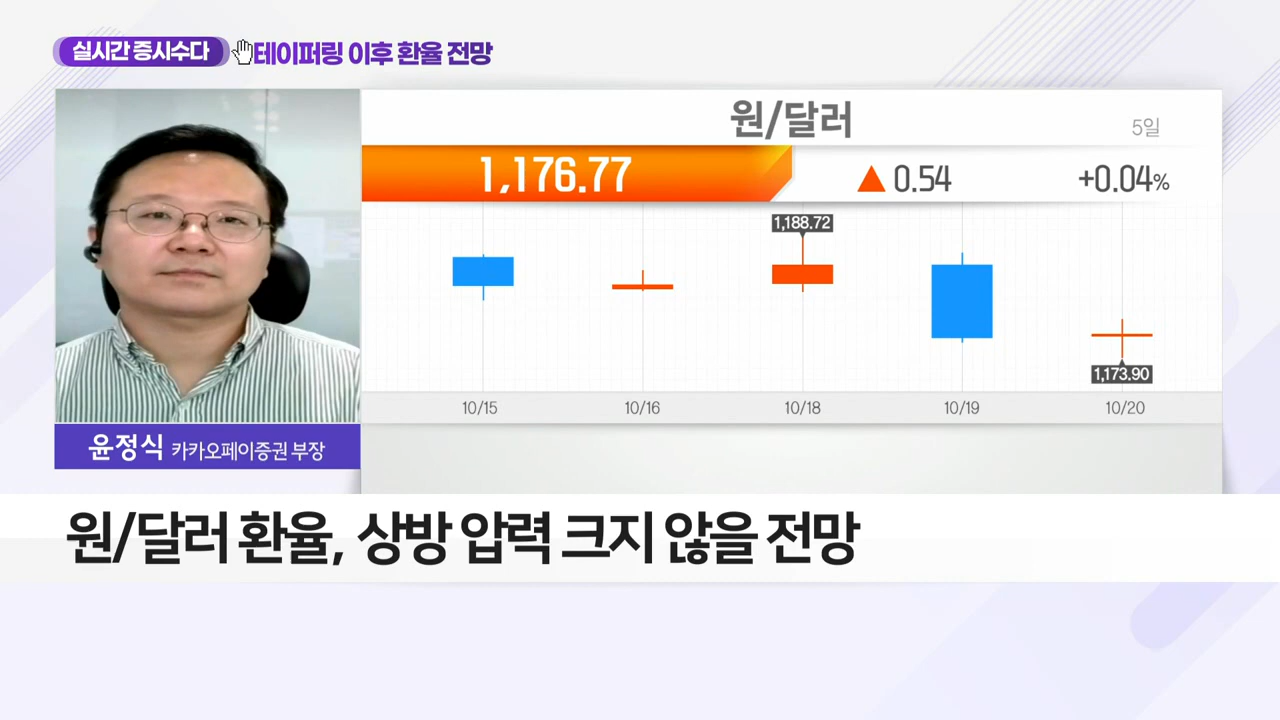 실시간 증시수다 테이퍼링 이후 환율 전망
원/달러
5일
1,176.77 ▲ 0.54 +0.04%
1,188.72
1,173.90
10/15 10/16 10/18 10/19 10/20
윤정식 카카오페이증권 부장
원/달러 환율, 상방 압력 크지 않을 전망